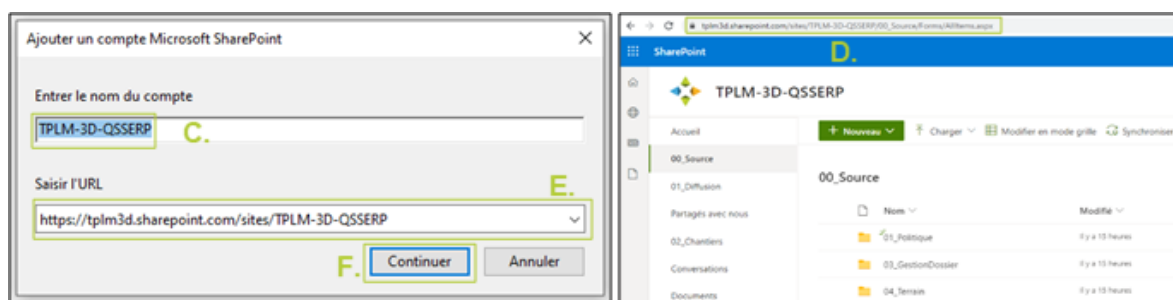 Ajouter un compte Microsoft SharePoint
Entrer le nom du compte
TPLM-3D-QSSERP
C.
Saisir l'URL
E.
https://tplm3d.sharepoint.com/sites/TPLM-3D-QSSERP
F.
Continuer
Annuler
tplm3d.sharepoint.com/sites/TPLM-3D-QSSERP/00_Source/Forms/AllItems.aspx
SharePoint
D.
TPLM-3D-QSSERP
Accueil
00_Source
01_Diffusion
Partagés avec nous
02_Chantiers
Conversations
Documents
+ Nouveau
Charger
Modifier en mode grille
Synchroniser
00_Source
Nom
Modifié
01_Politique
Il y a 15 heures
03_GestionDossier
Il y a 15 heures
04_Terrain
Il y a 15 heures